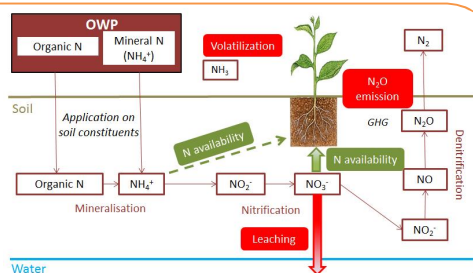 OWP
Organic N
Mineral N
(NH₄⁺)
Volatilization
NH₃
N₂
N₂O
emission
Soil
Application on
soil constituents
GHG
N₂O
N availability
N availability
Denitrification
Organic N
NH₄⁺
NO₂⁻
NO₃⁻
NO
Mineralisation
Nitrification
NO₂⁻
Leaching
Water